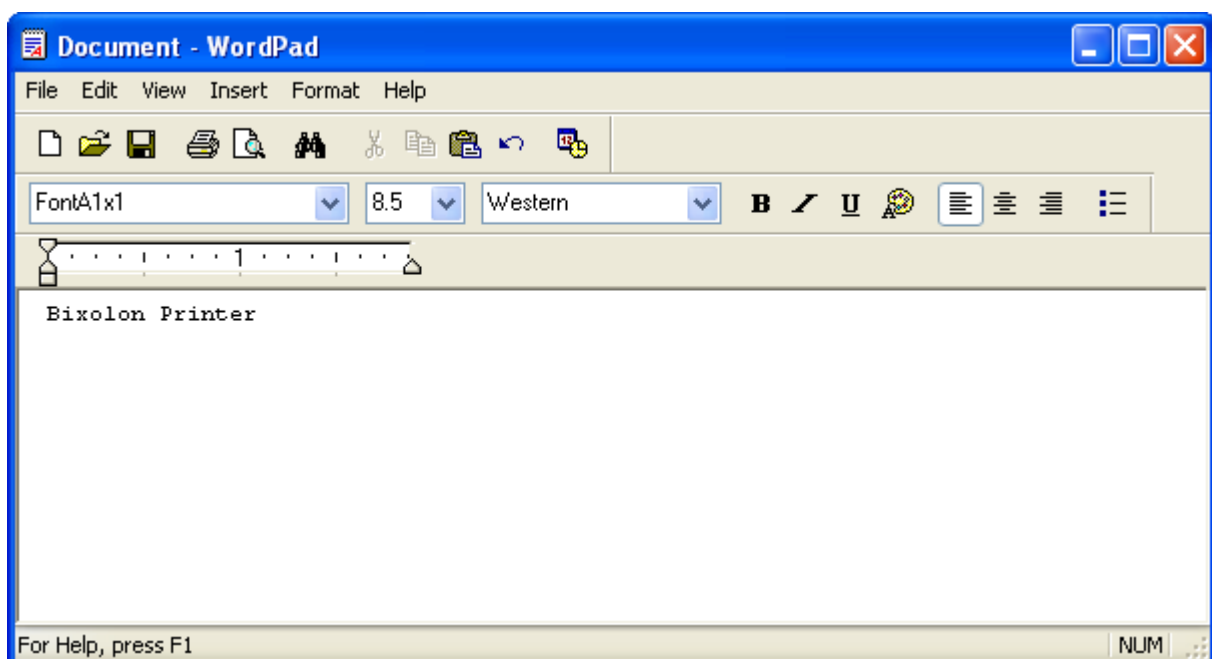 Document - WordPad
File Edit View Insert Format Help
FontA1x1 8.5 Western B I U
1
Bixolon Printer
For Help, press F1 NUM